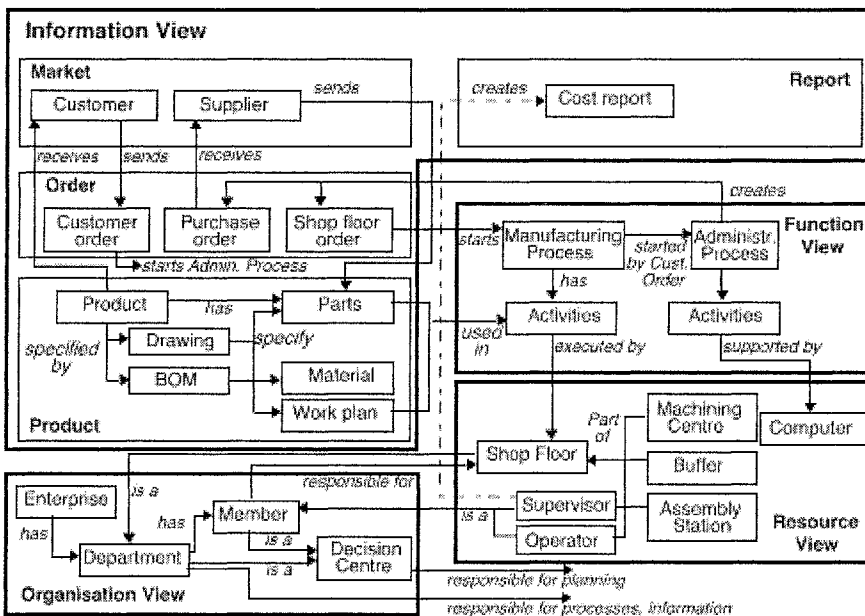 Information View
Market
Customer
Supplier
sends
creates
Cost report
Report
receives
sends
receives
Order
Customer
order
Purchase
order
Shop floor
order
starts
creates
Manufacturing
Process
started
by Cust.
Order
Administr.
Process
Function
View
starts Admin. Process
has
Product
has
Parts
used
in
Activities
Activities
specified
by
Drawing
specify
executed by
supported by
BOM
Material
Work plan
Product
Part
of
Machining
Centre
Computer
Shop Floor
Buffer
is a
responsible for
Enterprise
has
Member
has
is a
Supervisor
Operator
Assembly
Station
Resource
View
Department
is a
is a
Decision
Centre
Organisation View
responsible for planning
responsible for processes, information